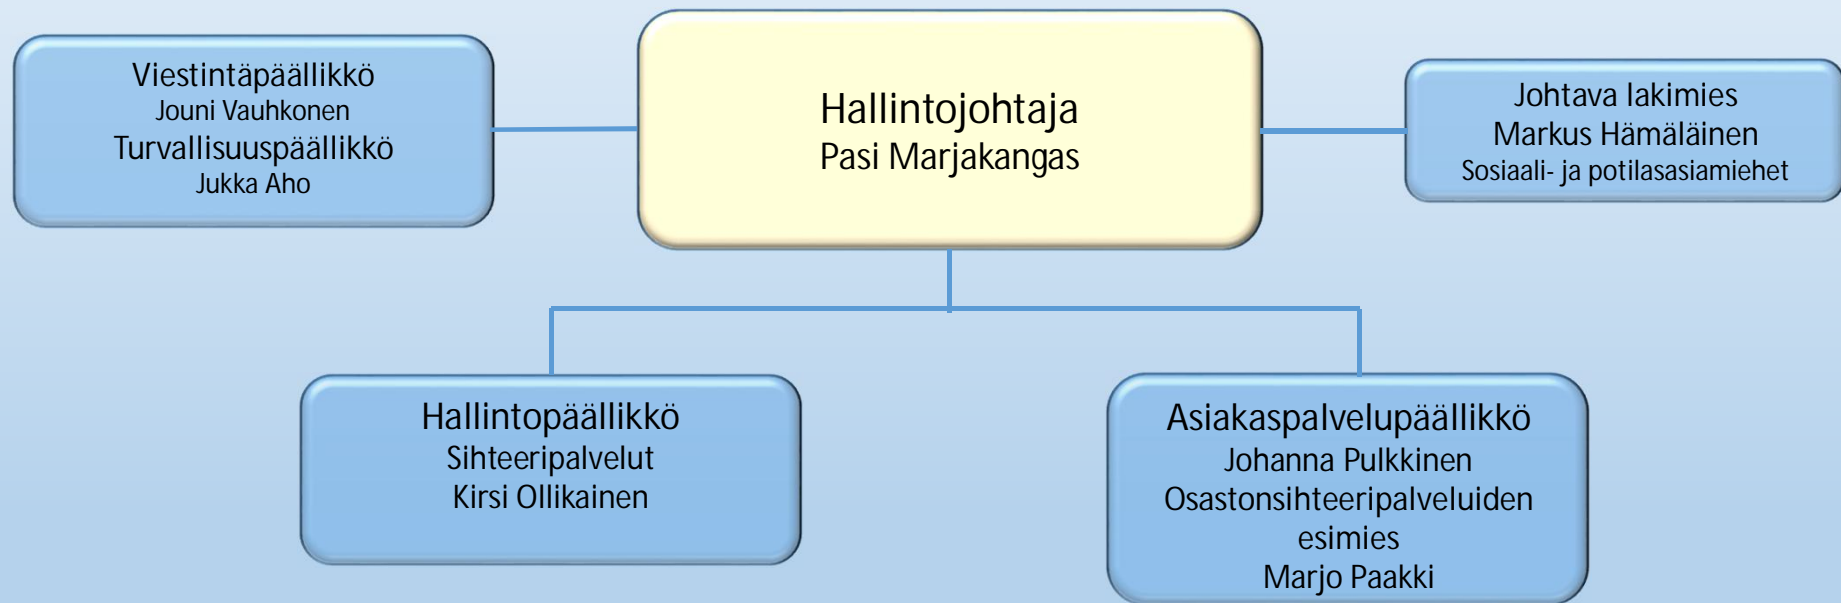 Viestintäpäällikkö
Jouni Vauhkonen
Turvallisuuspäällikkö
Jukka Aho
Hallintojohtaja
Pasi Marjakangas
Johtava lakimies
Markus Hämäläinen
Sosiaali- ja potilasasiamiehet
Hallintopäällikkö
Sihteeripalvelut
Kirsi Ollikainen
Asiakaspalvelupäällikkö
Johanna Pulkkinen
Osastonsihteeripalveluiden
esimies
Marjo Paakki